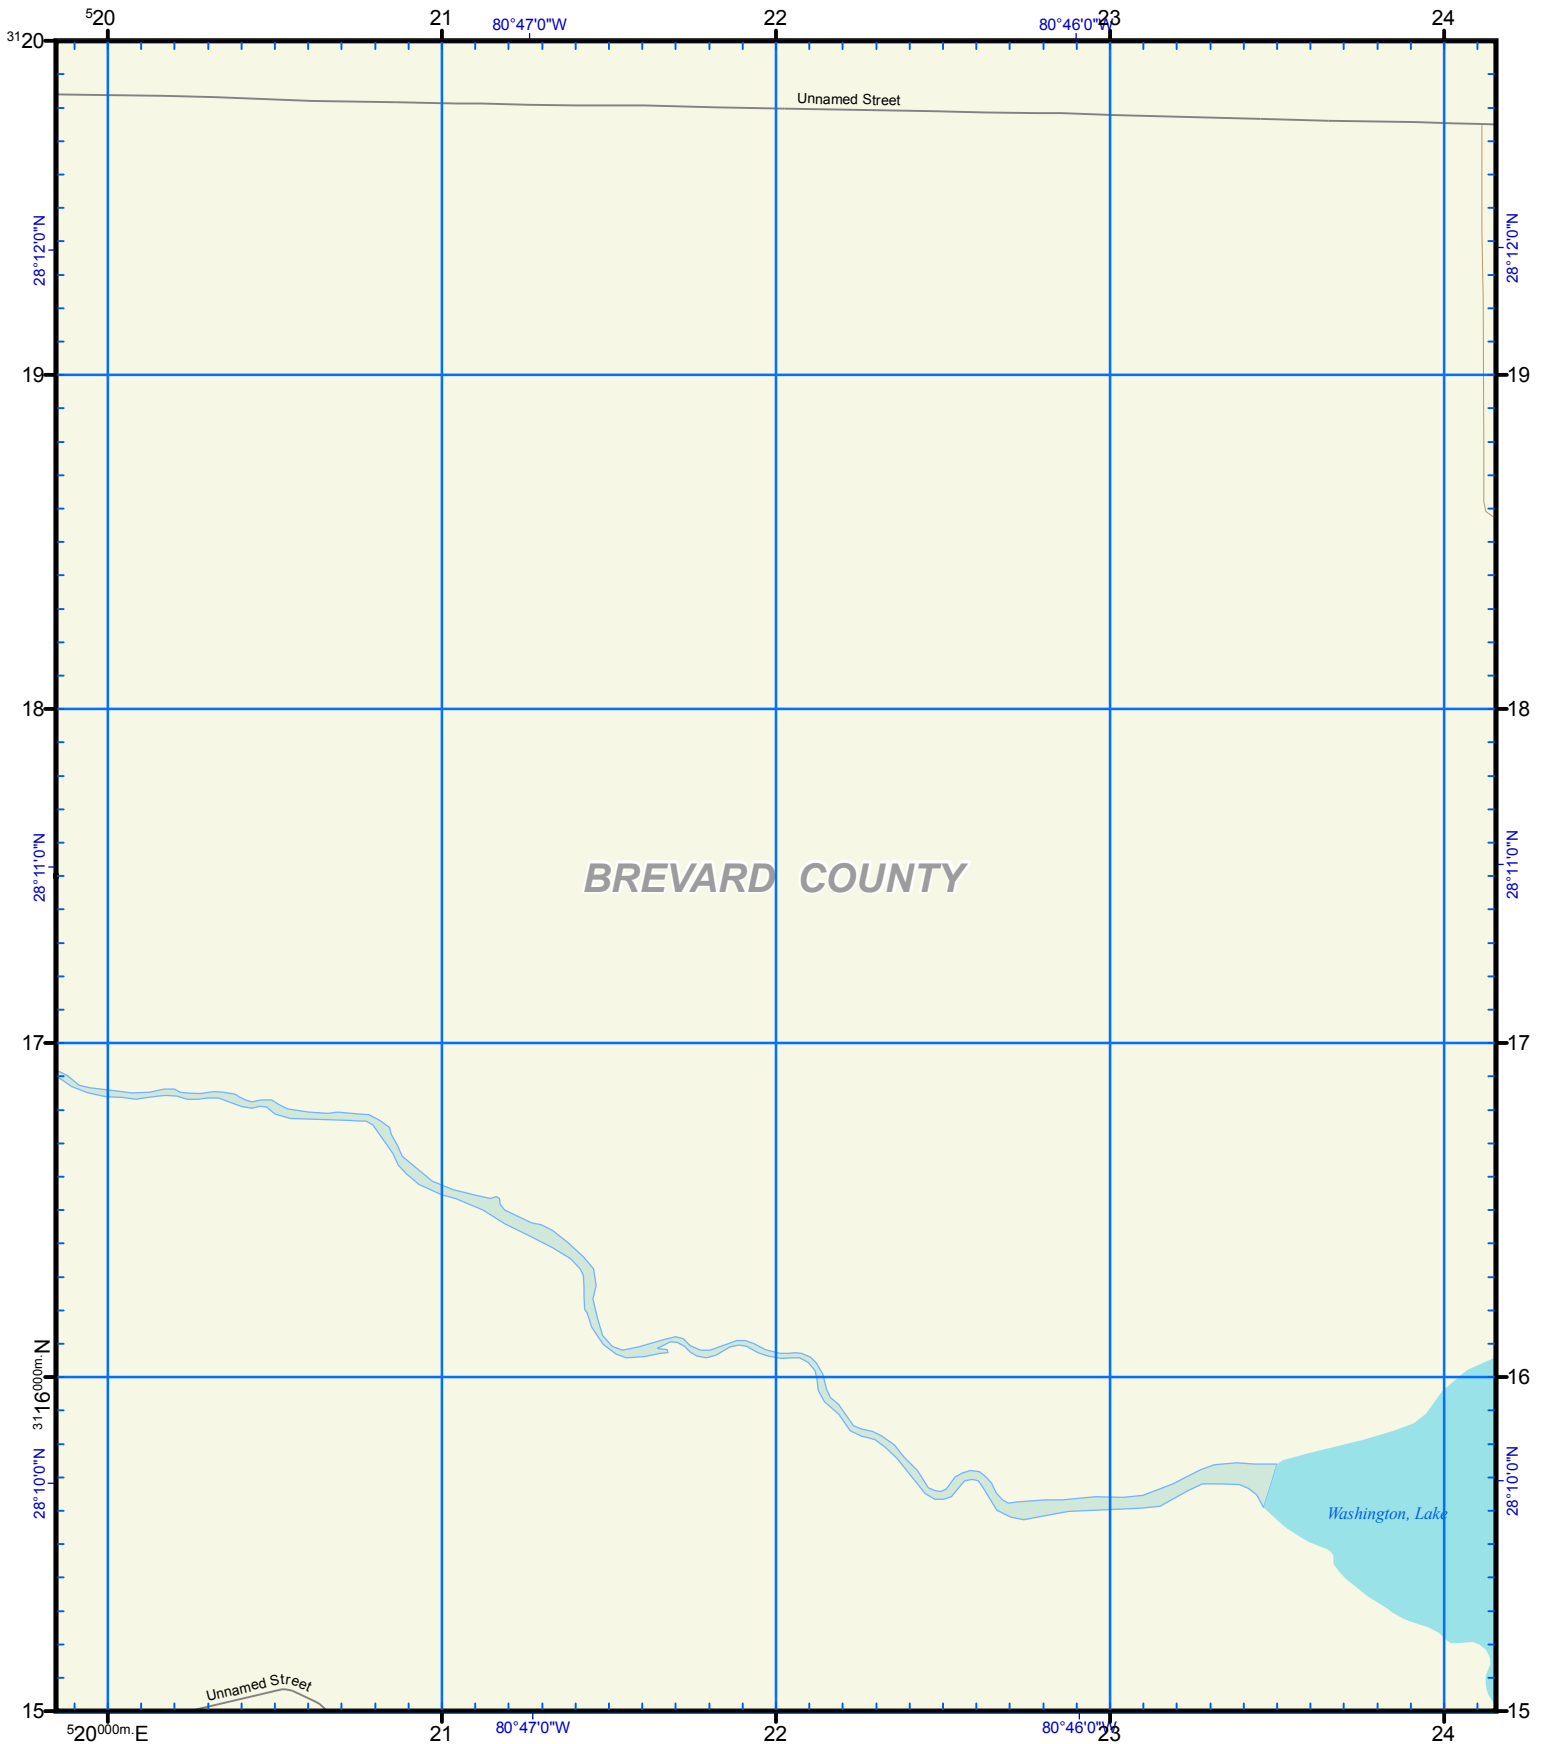 520 21 80°47'0"W 22 80°46'0"W 23 24
3120
Unnamed Street
28°12'0"N 28°12'0"N
19 19
18 18
28°11'0"N BREVARD COUNTY 28°11'0"N
17 17
3116000m.N 16
28°10'0"N 28°10'0"N
Washington, Lake
Unnamed Street
15 15
520000m.E 21 80°47'0"W 22 80°46'0"W 23 24